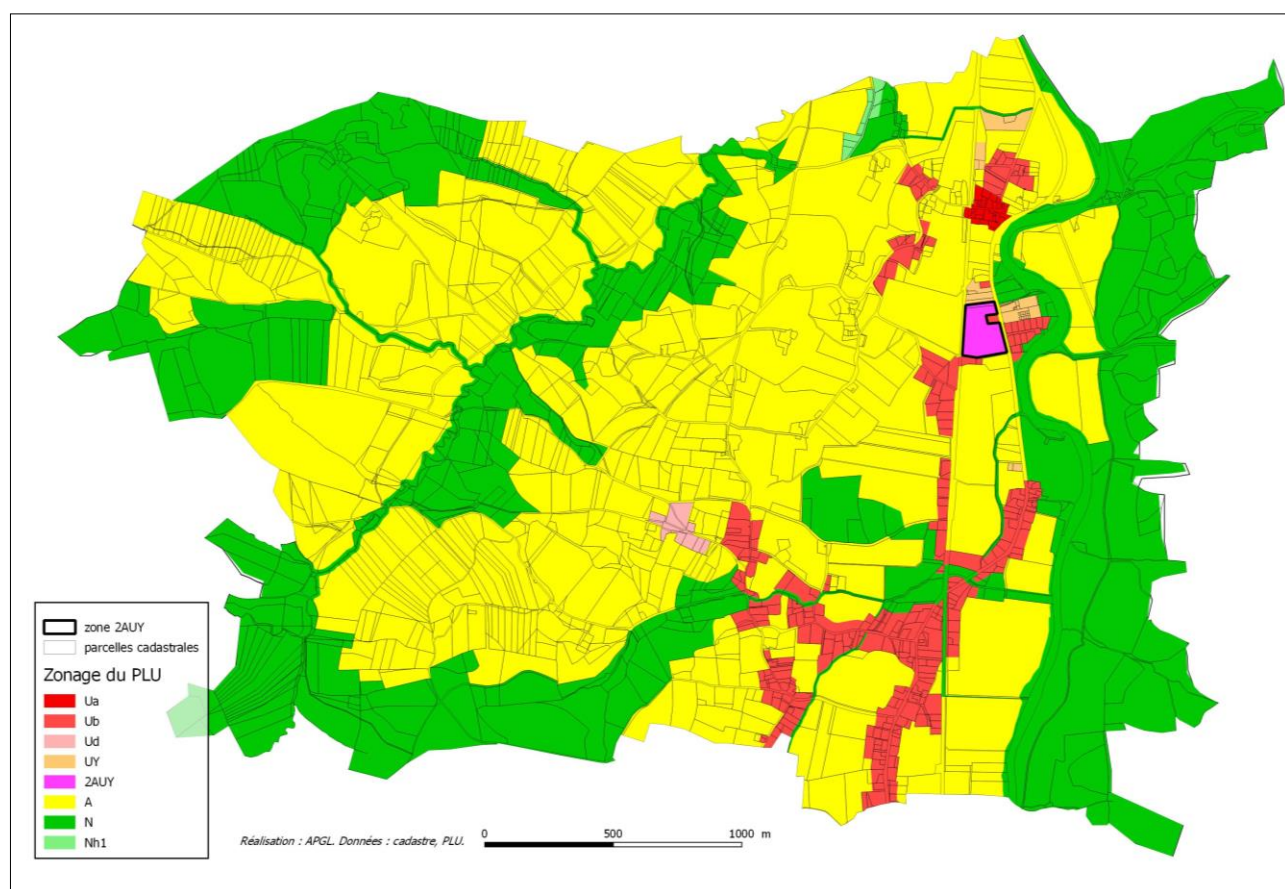 zone 2AUY
parcelles cadastrales
Zonage du PLU
Ua
Ub
Ud
UY
2AUY
A
N
Nh1
Réalisation : APGL. Données : cadastre, PLU.
0 500 1000 m